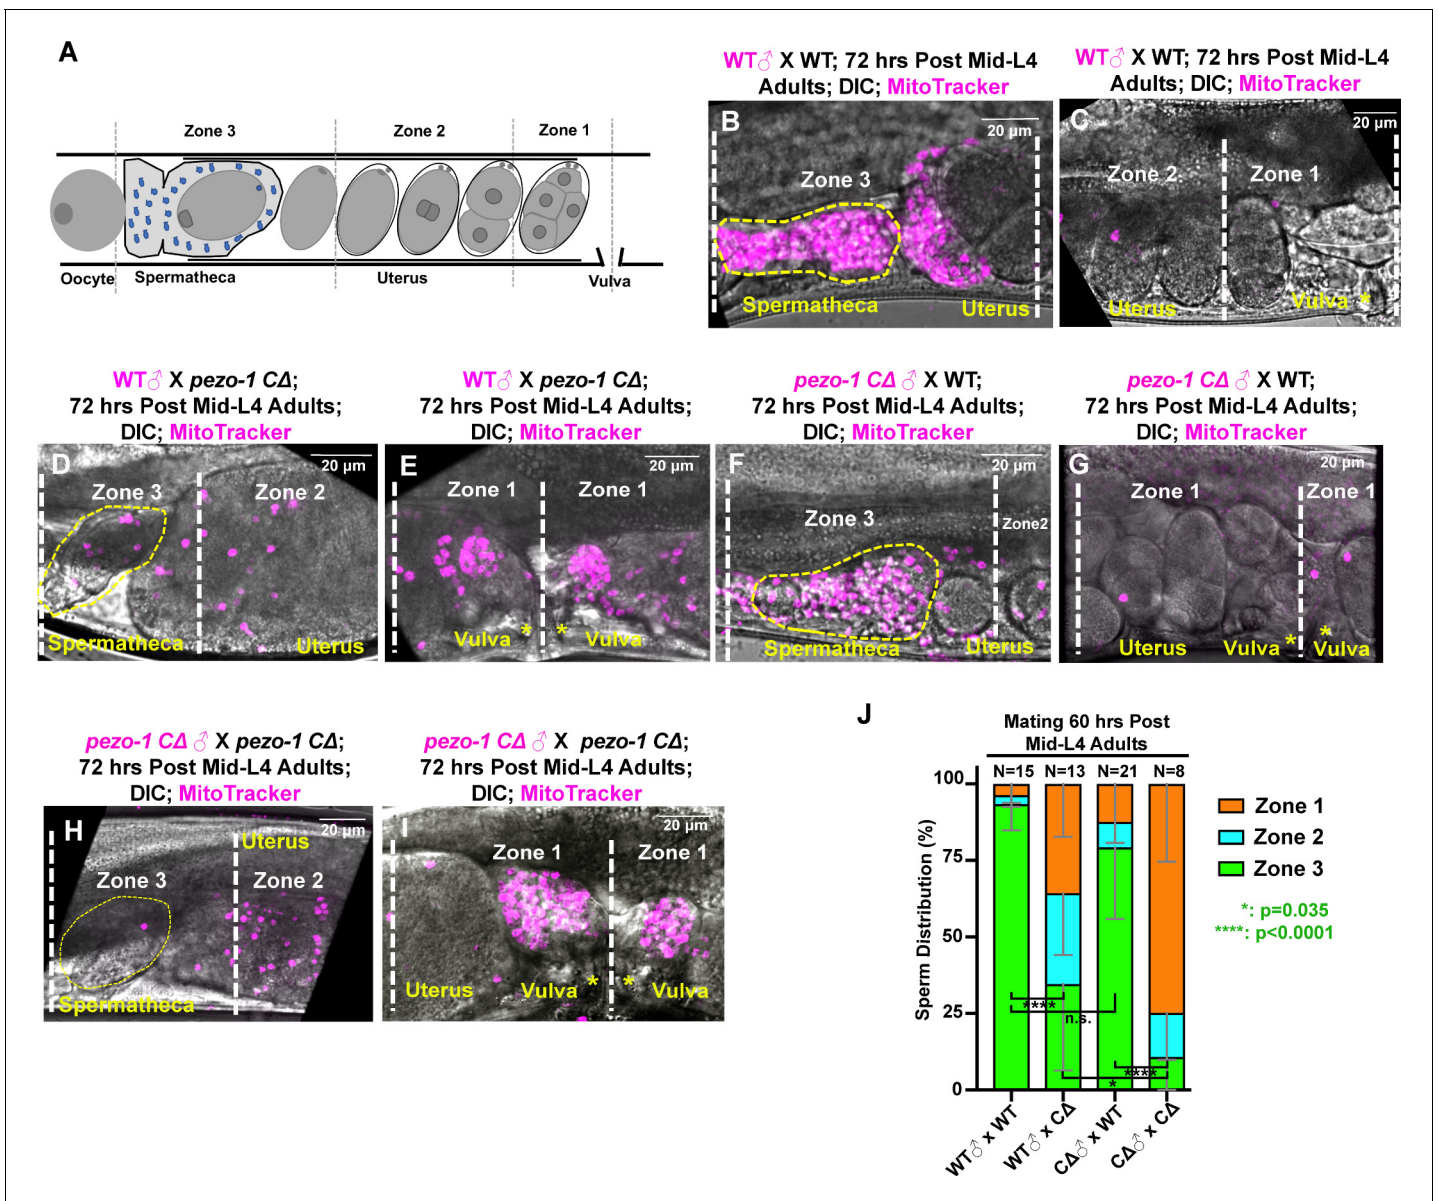 A
Zone 3
Zone 2
Zone 1
Oocyte
Spermatheca
Uterus
Vulva
WT♂ X WT; 72 hrs Post Mid-L4
Adults; DIC; MitoTracker
B
20 µm
Zone 3
Spermatheca
Uterus
WT♂ X WT; 72 hrs Post Mid-L4
Adults; DIC; MitoTracker
C
20 µm
Zone 2
Zone 1
Uterus
Vulva *
WT♂ X pezo-1 CΔ;
72 hrs Post Mid-L4 Adults;
DIC; MitoTracker
D
20 µm
Zone 3
Zone 2
Spermatheca
Uterus
WT♂ X pezo-1 CΔ;
72 hrs Post Mid-L4 Adults;
DIC; MitoTracker
E
20 µm
Zone 1
Zone 1
Vulva *
* Vulva
pezo-1 CΔ ♂ X WT;
72 hrs Post Mid-L4 Adults;
DIC; MitoTracker
F
20 µm
Zone 3
Zone2
Spermatheca
Uterus
pezo-1 CΔ ♂ X WT;
72 hrs Post Mid-L4 Adults;
DIC; MitoTracker
G
20 µm
Zone 1
Zone 1
Uterus
Vulva *
* Vulva
pezo-1 CΔ ♂ X pezo-1 CΔ;
72 hrs Post Mid-L4 Adults;
DIC; MitoTracker
H
20 µm
Uterus
Zone 3
Zone 2
Spermatheca
pezo-1 CΔ ♂ X pezo-1 CΔ;
72 hrs Post Mid-L4 Adults;
DIC; MitoTracker
I
20 µm
Zone 1
Zone 1
Uterus
Vulva *
* Vulva
J
Mating 60 hrs Post
Mid-L4 Adults
N=15 N=13 N=21 N=8
Sperm Distribution (%)
100
75
50
25
0
****
n.s.
****
*
WT♂ x WT
WT♂ x CΔ
CΔ♂ x WT
CΔ♂ x CΔ
Zone 1
Zone 2
Zone 3
*: p=0.035
****: p<0.0001